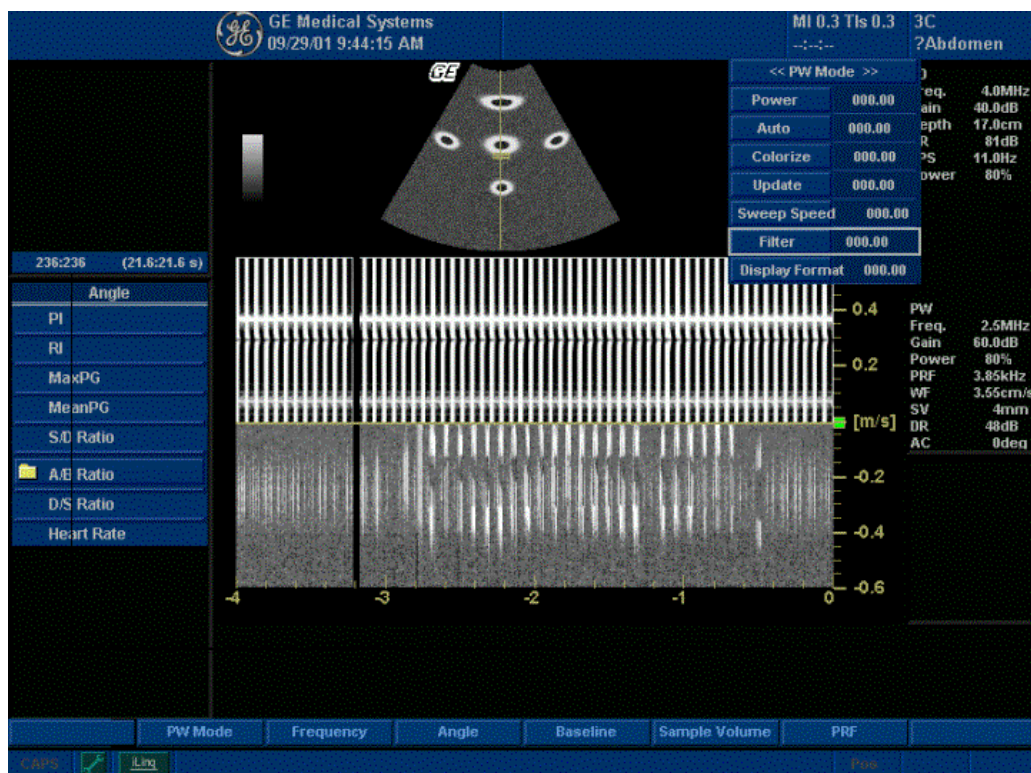 GE Medical Systems
09/29/01 9:44:15 AM
MI 0.3 TIs 0.3
--:--:--
3C
?Abdomen
GE
<< PW Mode >>
Power 000.00
Auto 000.00
Colorize 000.00
Update 000.00
Sweep Speed 000.00
Filter 000.00
Display Format 000.00
eq. 4.0MHz
ain 40.0dB
epth 17.0cm
R 81dB
PS 11.0Hz
ower 80%
236:236 (21.6:21.6 s)
Angle
PI
RI
MaxPG
MeanPG
S/D Ratio
A/B Ratio
D/S Ratio
Heart Rate
0.4
0.2
[m/s]
-0.2
-0.4
-0.6
-4 -3 -2 -1 0
PW
Freq. 2.5MHz
Gain 60.0dB
Power 80%
PRF 3.85kHz
WF 3.55cm/s
SV 4mm
DR 48dB
AC 0deg
PW Mode Frequency Angle Baseline Sample Volume PRF
CAPS iLinq Pos